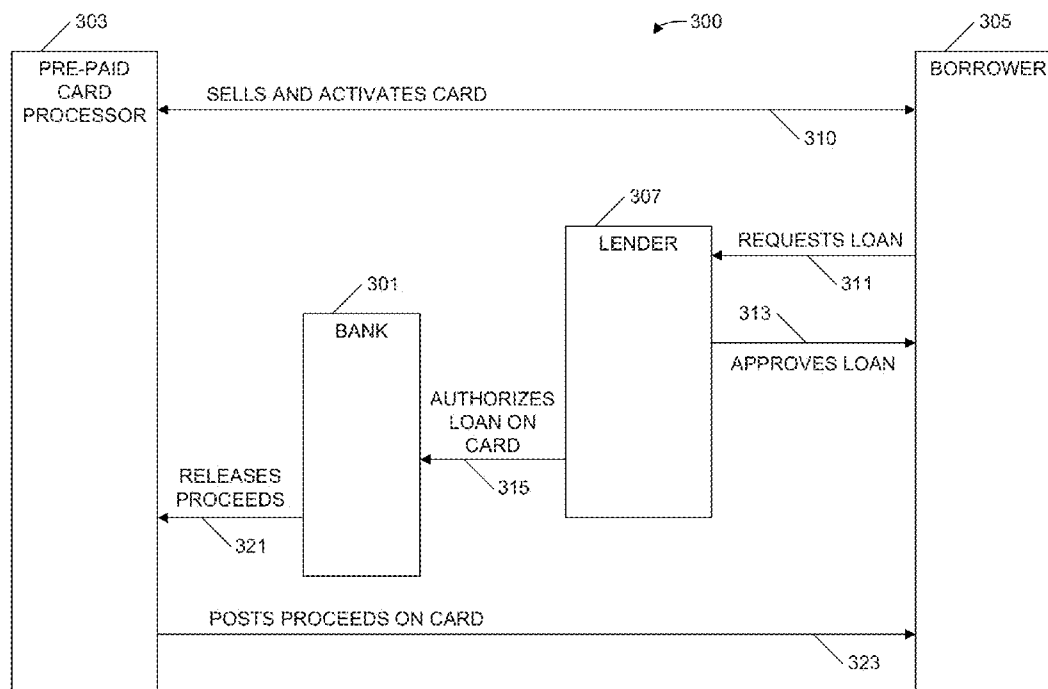 303
300
305
PRE-PAID
CARD
PROCESSOR
BORROWER
SELLS AND ACTIVATES CARD
310
307
LENDER
REQUESTS LOAN
311
301
BANK
313
APPROVES LOAN
AUTHORIZES
LOAN ON
CARD
315
RELEASES
PROCEEDS
321
POSTS PROCEEDS ON CARD
323